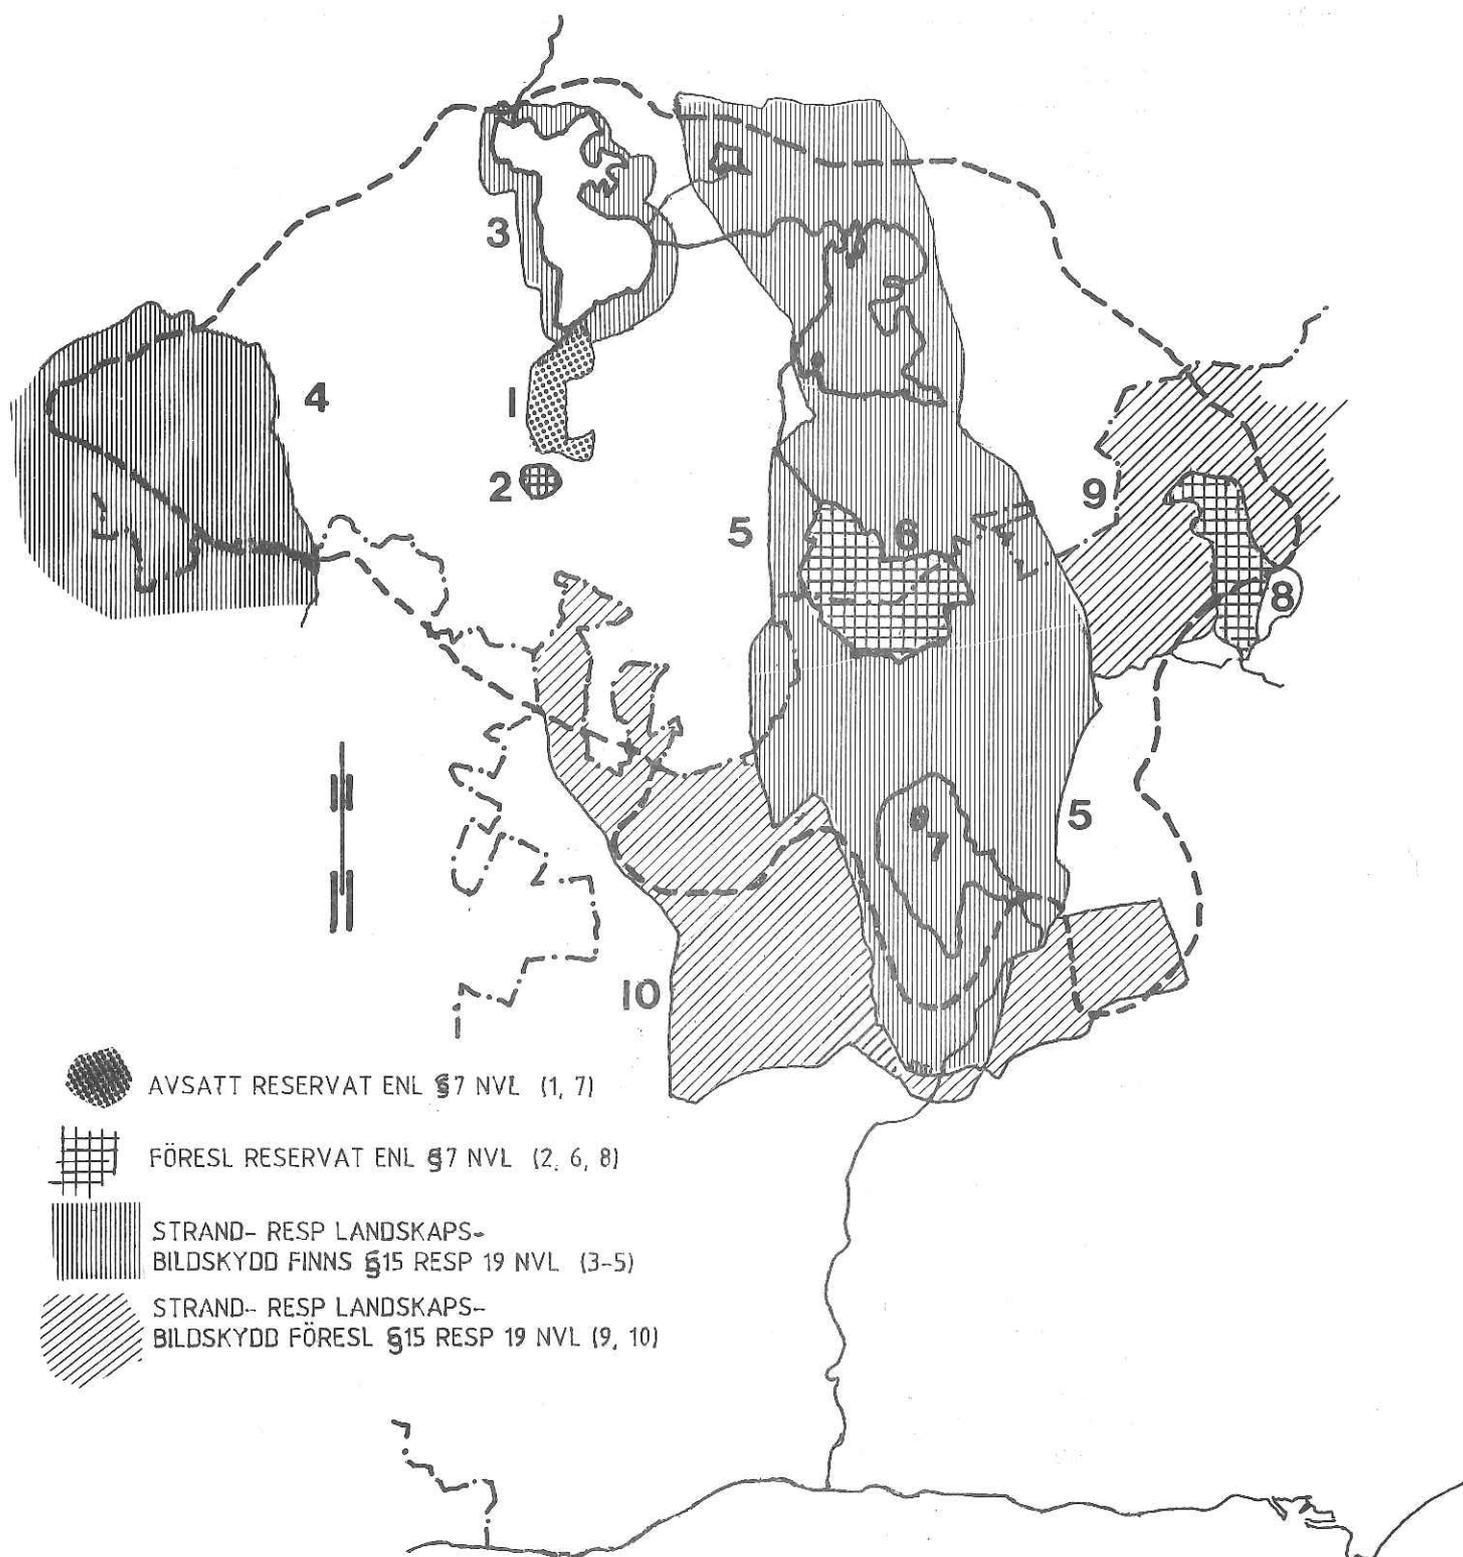 3
4
1
2
5
6
9
8
7
5
10
AVSATT RESERVAT ENL §7 NVL (1, 7)
FÖRESL RESERVAT ENL §7 NVL (2, 6, 8)
STRAND- RESP LANDSKAPS-
BILDSKYDD FINNS §15 RESP 19 NVL (3-5)
STRAND- RESP LANDSKAPS-
BILDSKYDD FÖRESL §15 RESP 19 NVL (9, 10)